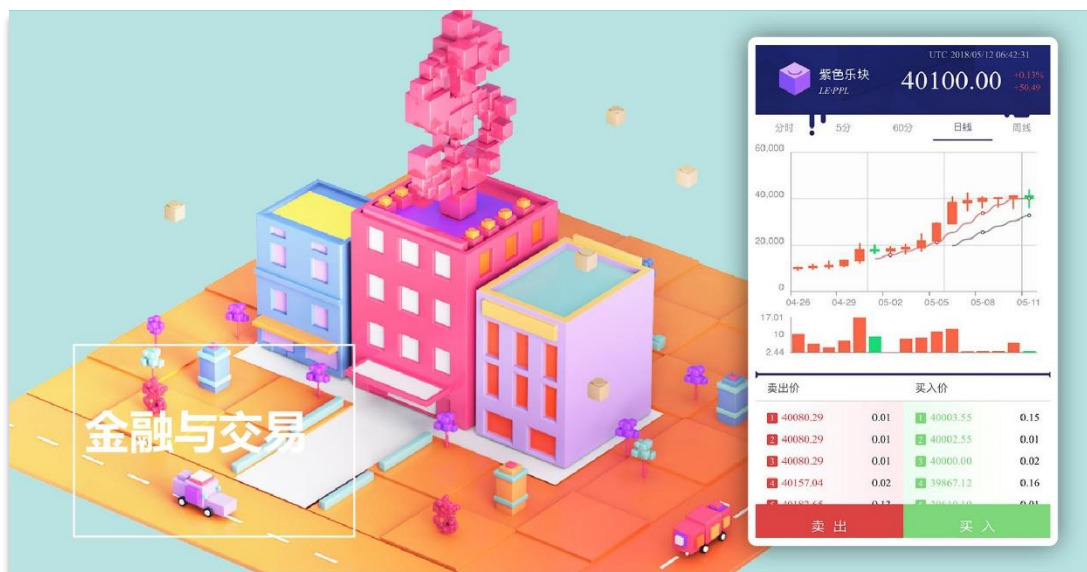 金融与交易
UTC 2018/05/12 06:42:31
紫色乐块
40100.00
+0.13%
LE·PPL
+50.49
分时 5分 60分 日线 周线
60,000
40,000
20,000
0
04-26 04-29 05-02 05-05 05-08 05-11
17.01
10
2.44
卖出价 买入价
1 40080.29 0.01 1 40003.55 0.15
2 40080.29 0.01 2 40002.55 0.01
3 40080.29 0.01 3 40000.00 0.02
4 40157.04 0.02 4 39867.12 0.16
卖出 买入